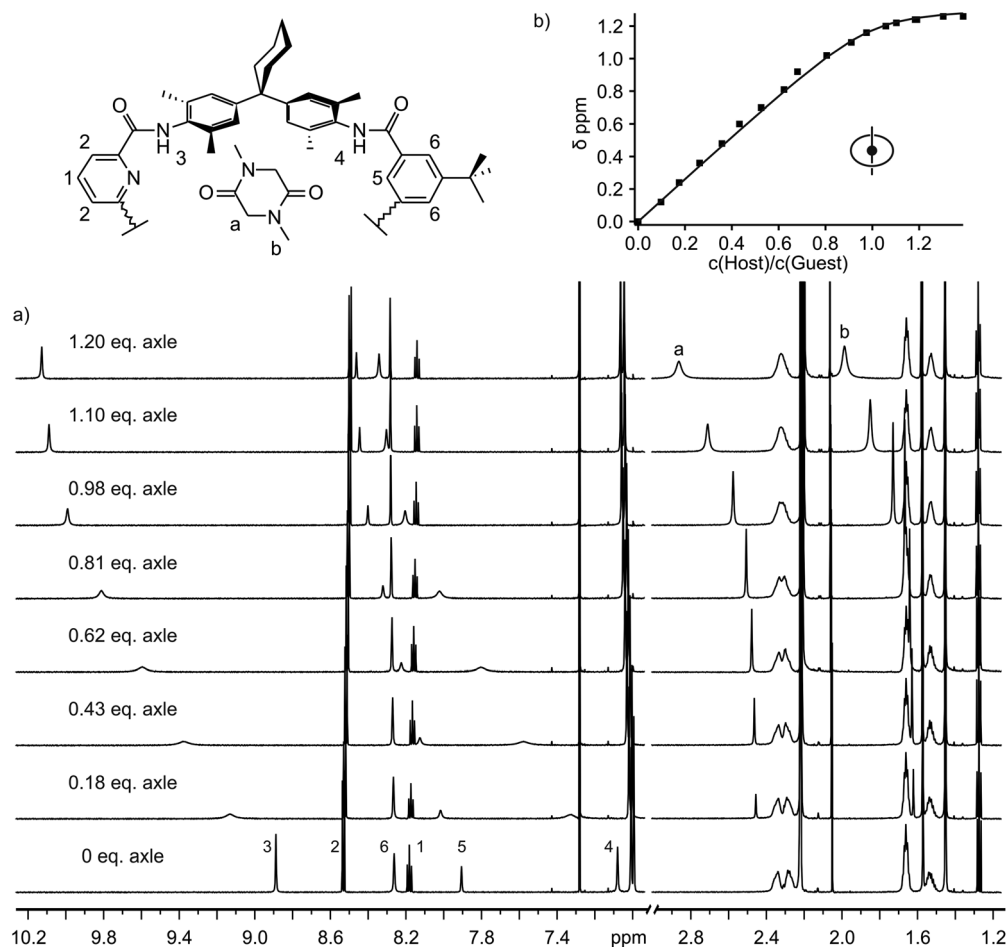 b)
δ ppm
1.2
1.0
0.8
0.6
0.4
0.2
0.0
0.0 0.2 0.4 0.6 0.8 1.0 1.2
c(Host)/c(Guest)
O N H 3 N H 4 O
2 1 2 N
O N N O
a b
6 5 6
a)
1.20 eq. axle a b
1.10 eq. axle
0.98 eq. axle
0.81 eq. axle
0.62 eq. axle
0.43 eq. axle
0.18 eq. axle
0 eq. axle 3 2 6 1 5 4
10.2 9.8 9.4 9.0 8.6 8.2 7.8 7.4 ppm 2.8 2.4 2.0 1.6 1.2